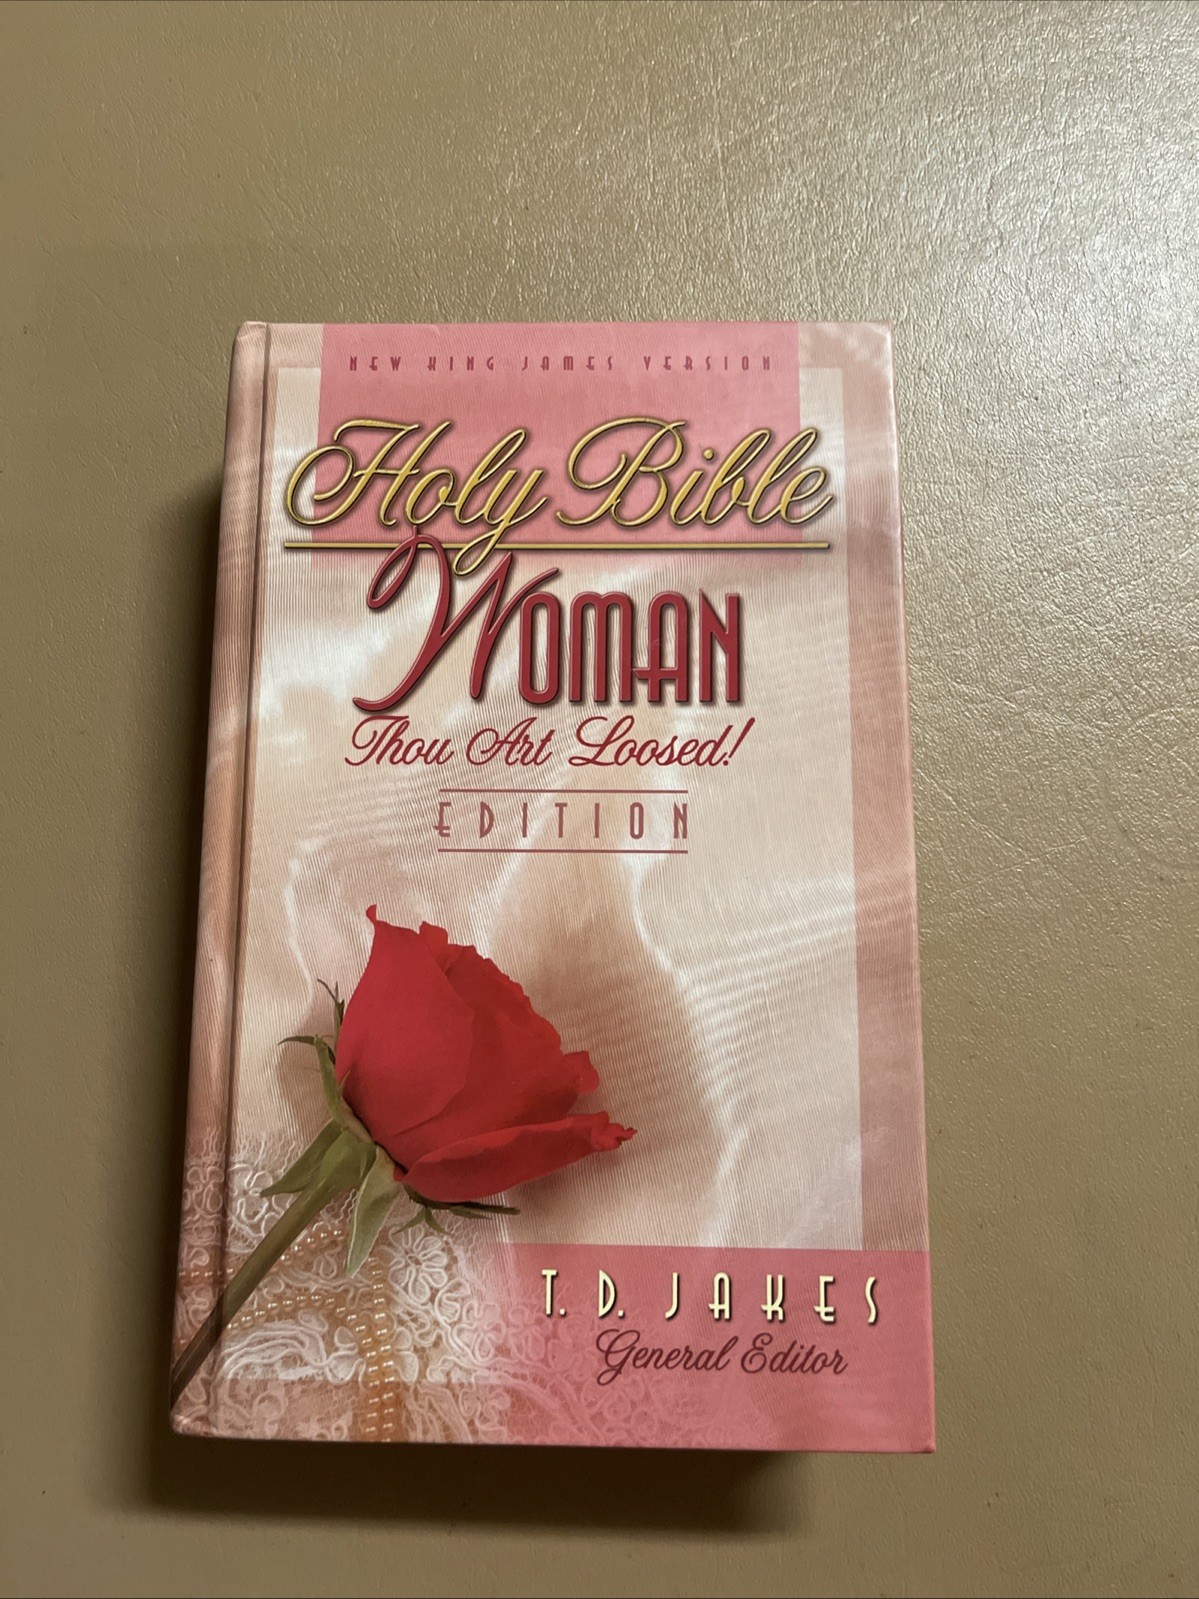 NEW KING JAMES VERSION
Holy Bible
WOMAN
Thou Art Loosed!
EDITION
T. D. JAKES
General Editor